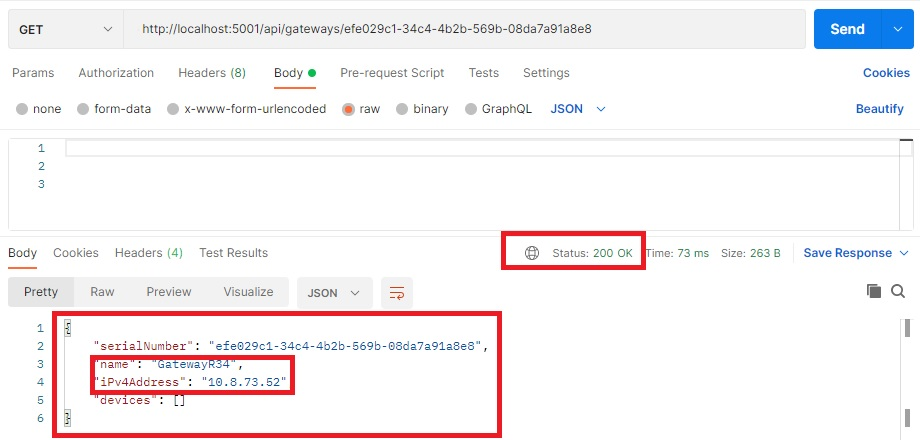 GET http://localhost:5001/api/gateways/efe029c1-34c4-4b2b-569b-08da7a91a8e8 Send
Params Authorization Headers (8) Body Pre-request Script Tests Settings Cookies
none form-data x-www-form-urlencoded raw binary GraphQL JSON Beautify
1
2
3
Body Cookies Headers (4) Test Results Status: 200 OK Time: 73 ms Size: 263 B Save Response
Pretty Raw Preview Visualize JSON
1 {
2 "serialNumber": "efe029c1-34c4-4b2b-569b-08da7a91a8e8",
3 "name": "GatewayR34",
4 "iPv4Address": "10.8.73.52"
5 "devices": []
6 }